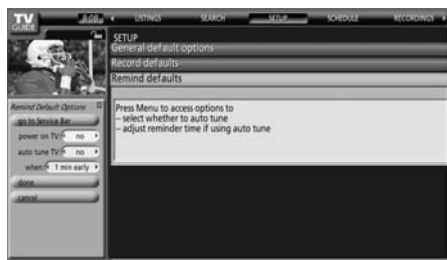 TV
GUIDE
LISTINGS SEARCH SETUP SCHEDULE RECORDINGS
SETUP
General default options
Record defaults
Remind defaults
Press Menu to access options to
– select whether to auto tune
– adjust reminder time if using auto tune
Remind Default Options
go to Service Bar
power on TV: no
auto tune TV: no
when: 1 min early
done
cancel